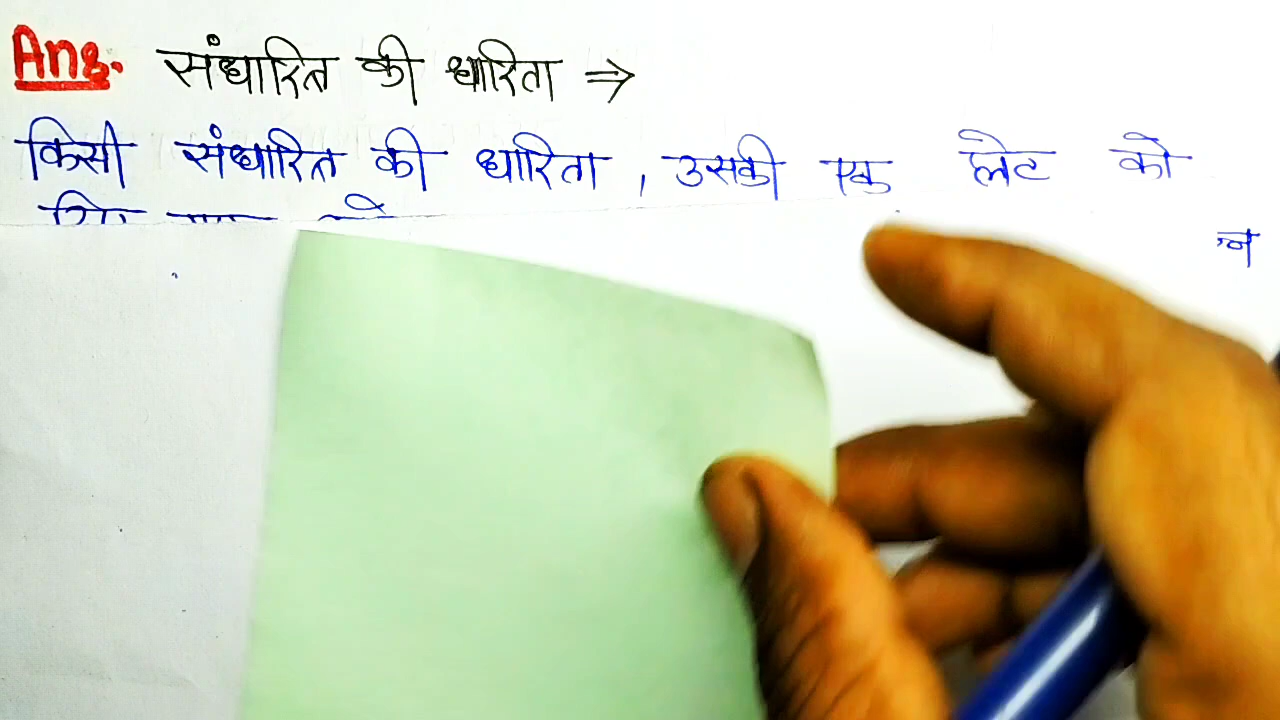 Ans. संधारित की धारिता ⇒
किसी संधारित की धारिता, उसकी एक लेट को